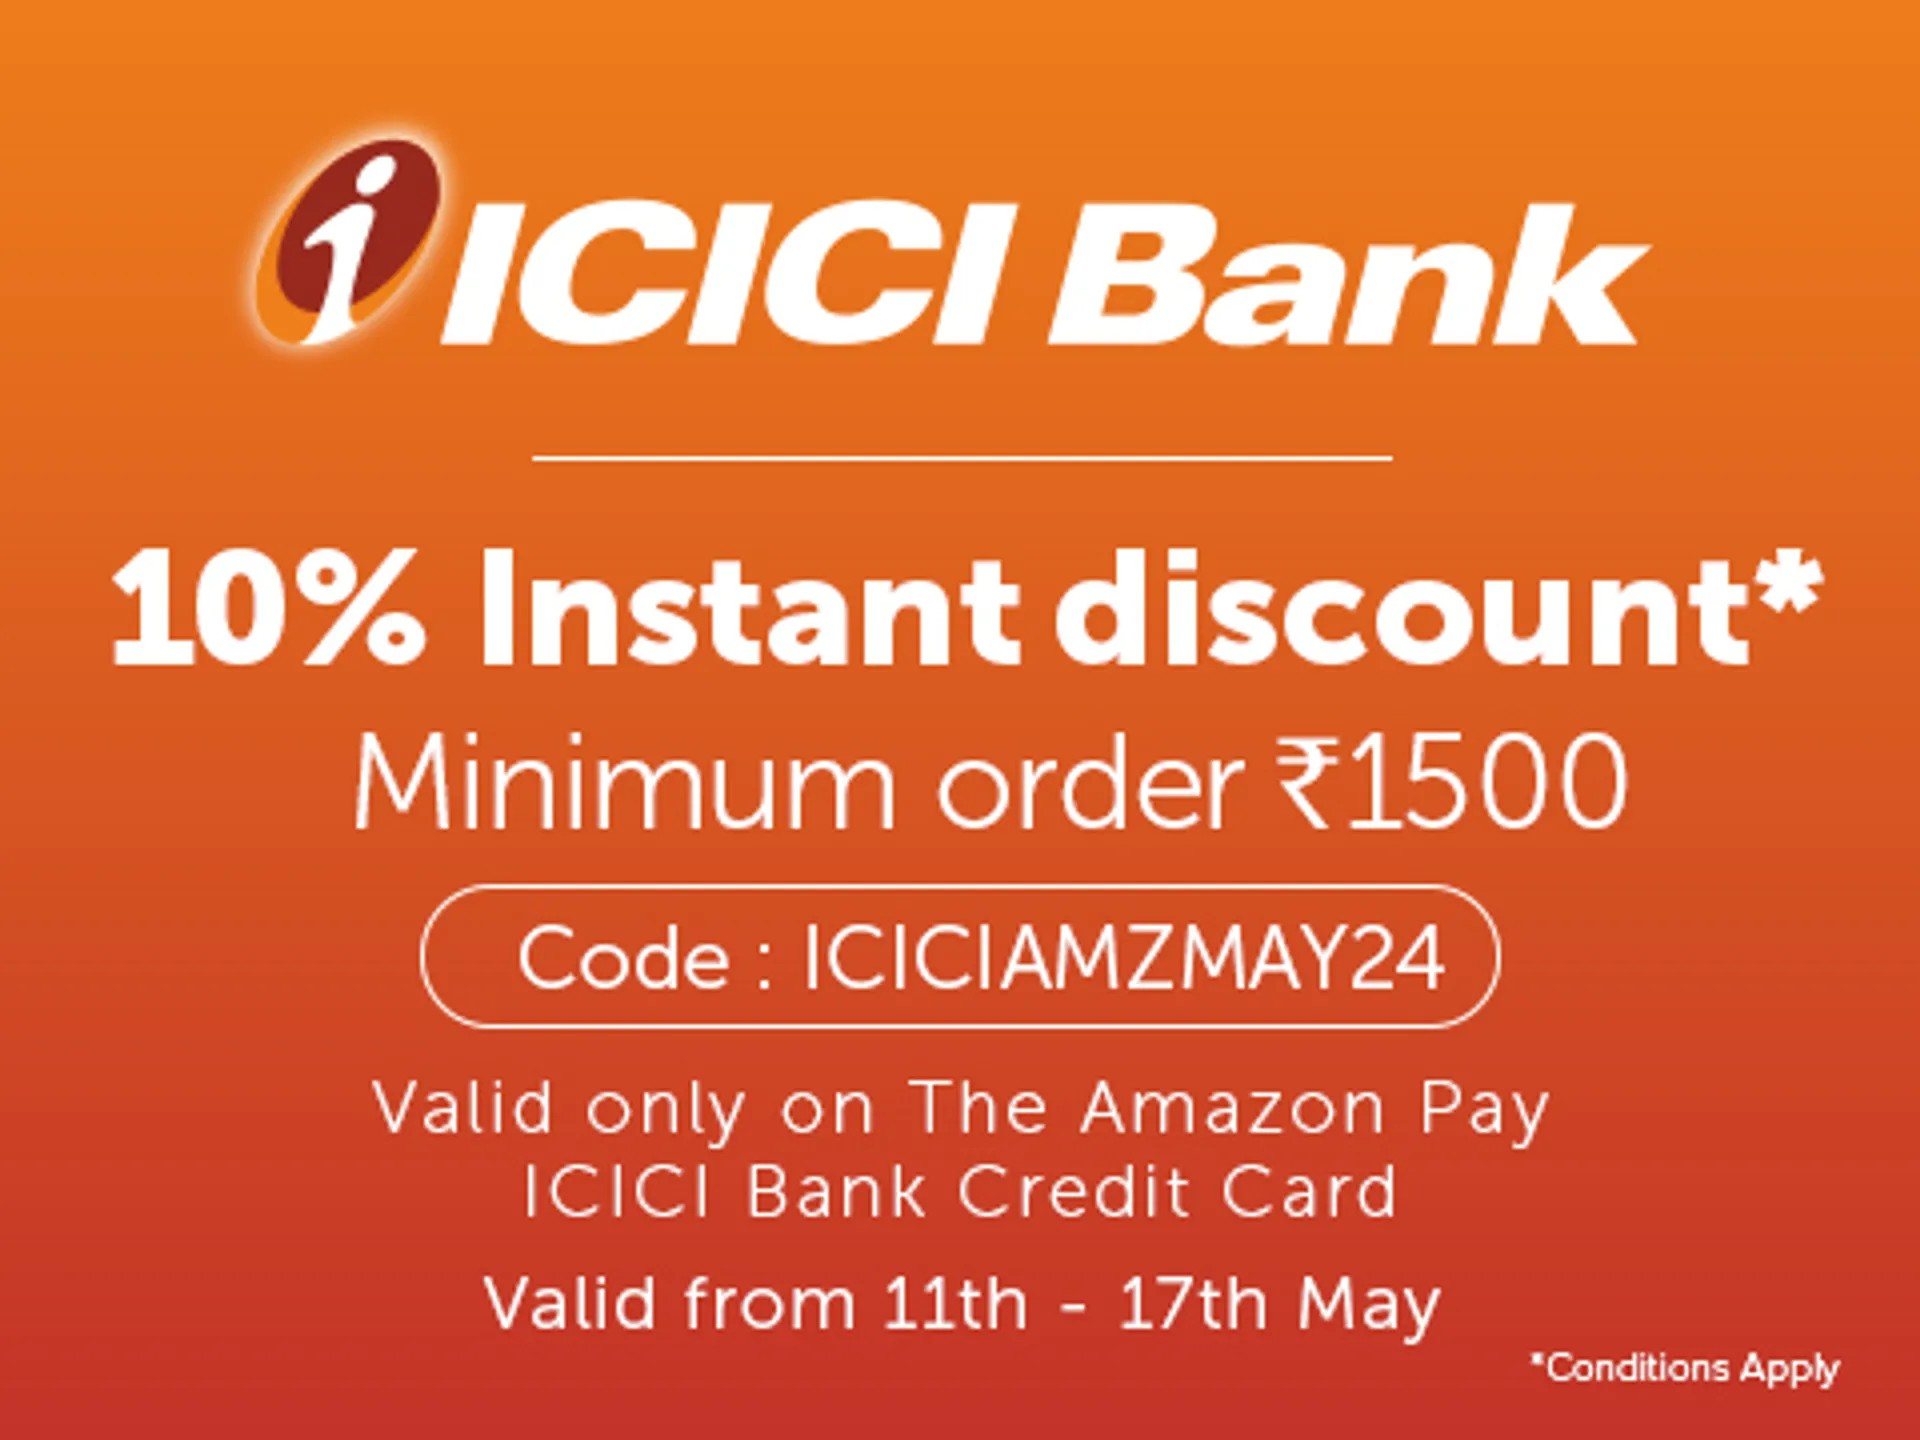 ICICI Bank
10% Instant discount*
Minimum order ₹1500
Code : ICICIAMZMAY24
Valid only on The Amazon Pay
ICICI Bank Credit Card
Valid from 11th - 17th May
*Conditions Apply